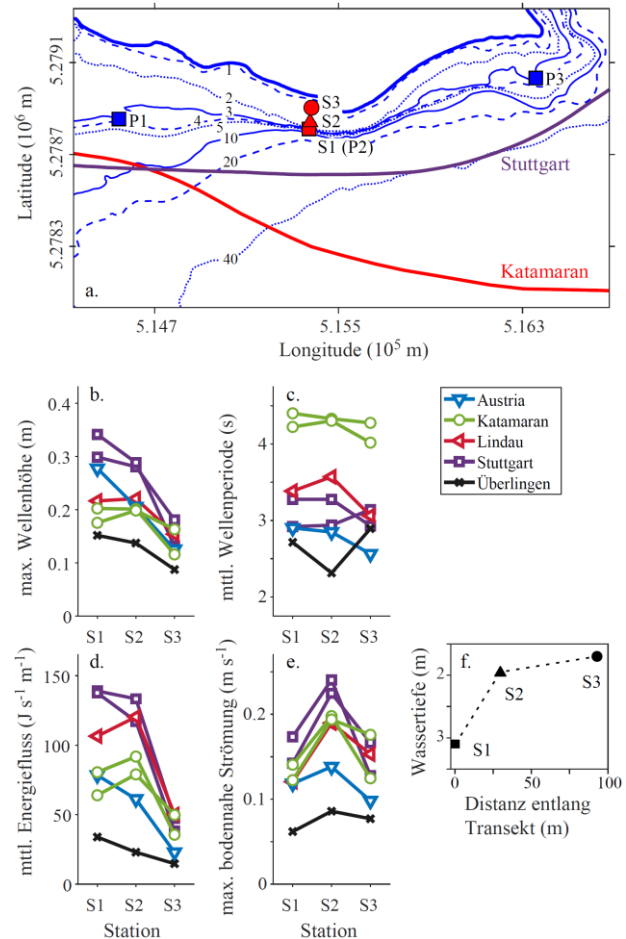 5.2791
5.2787
5.2783
Latitude (10⁶ m)
1
2
3
4
5
10
20
40
P1
S3
S2
S1 (P2)
P3
Stuttgart
Katamaran
a.
5.147
5.155
5.163
Longitude (10⁵ m)
b.
0.4
0.3
0.2
0.1
0
max. Wellenhöhe (m)
S1 S2 S3
c.
4
3
2
mttl. Wellenperiode (s)
S1 S2 S3
Austria
Katamaran
Lindau
Stuttgart
Überlingen
d.
150
100
50
0
mttl. Energiefluss (J s⁻¹ m⁻¹)
S1 S2 S3
Station
e.
0.2
0.1
0
max. bodennahe Strömung (m s⁻¹)
S1 S2 S3
Station
f.
2
3
Wassertiefe (m)
S1
S2
S3
0 50 100
Distanz entlang
Transekt (m)